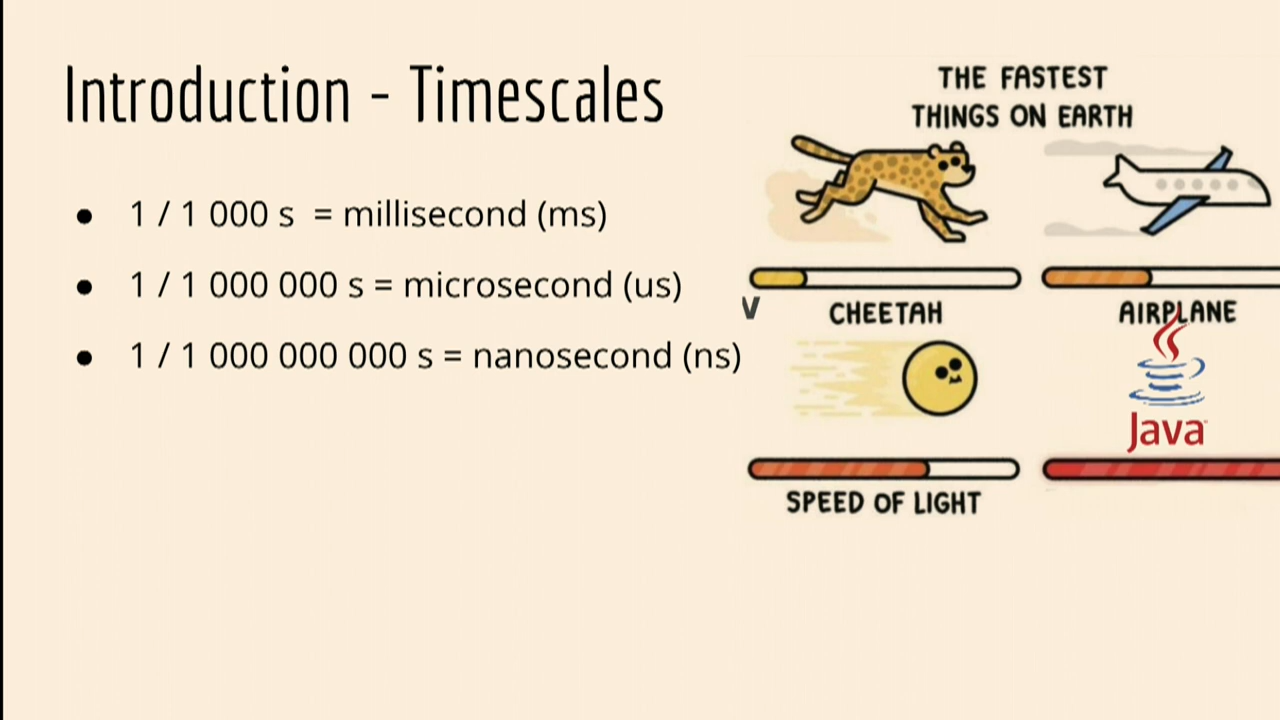 Introduction - Timescales
● 1 / 1 000 s = millisecond (ms)
● 1 / 1 000 000 s = microsecond (us)
● 1 / 1 000 000 000 s = nanosecond (ns)
THE FASTEST
THINGS ON EARTH
v
CHEETAH
AIRPLANE
Java
SPEED OF LIGHT